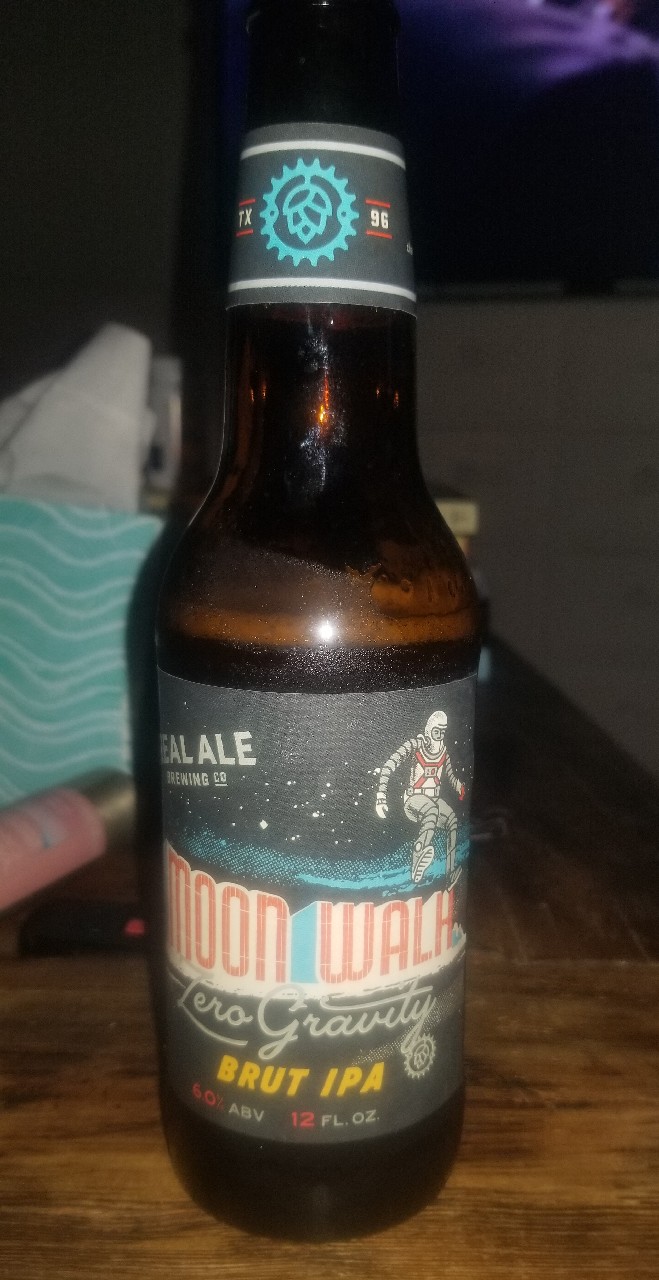 TX 96
EAL ALE
BREWING CO
MOON WALK
Zero Gravity
BRUT IPA
6.0% ABV 12 FL. OZ.